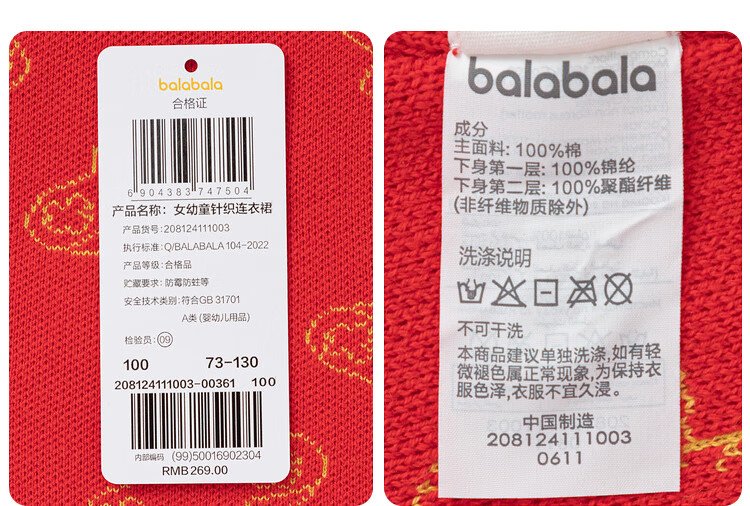 balabala
合格证
6904383747504
产品名称：女幼童针织连衣裙
产品货号：208124111003
执行标准：Q/BALABALA 104-2022
产品等级：合格品
贮藏要求：防霉防蛀等
安全技术类别：符合GB 31701
A类 (婴幼儿用品)
检验员：09
100 73-130
208124111003-00361 100
内部编码 (99)50016902304
RMB269.00
balabala
成分
主面料: 100%棉
下身第一层: 100%锦纶
下身第二层: 100%聚酯纤维
(非纤维物质除外)
洗涤说明
不可干洗
本商品建议单独洗涤,如有轻
微褪色属正常现象,为保持衣
服色泽,衣服不宜久浸。
中国制造
208124111003
0611